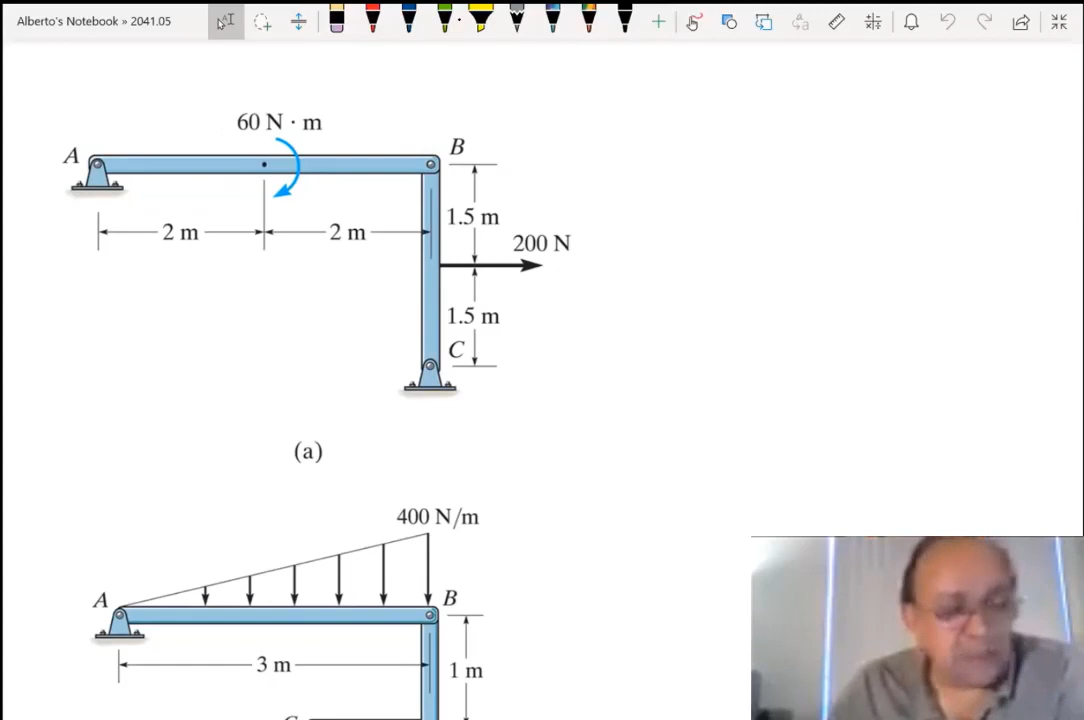 Alberto's Notebook » 2041.05
60 N · m
A
B
1.5 m
2 m
2 m
200 N
1.5 m
C
(a)
400 N/m
A
B
3 m
1 m